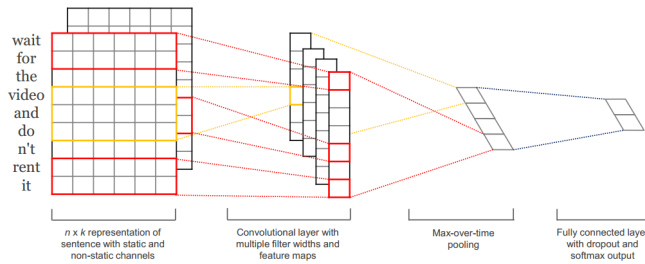 wait
for
the
video
and
do
n't
rent
it
n x k representation of
sentence with static and
non-static channels
Convolutional layer with
multiple filter widths and
feature maps
Max-over-time
pooling
Fully connected layer
with dropout and
softmax output